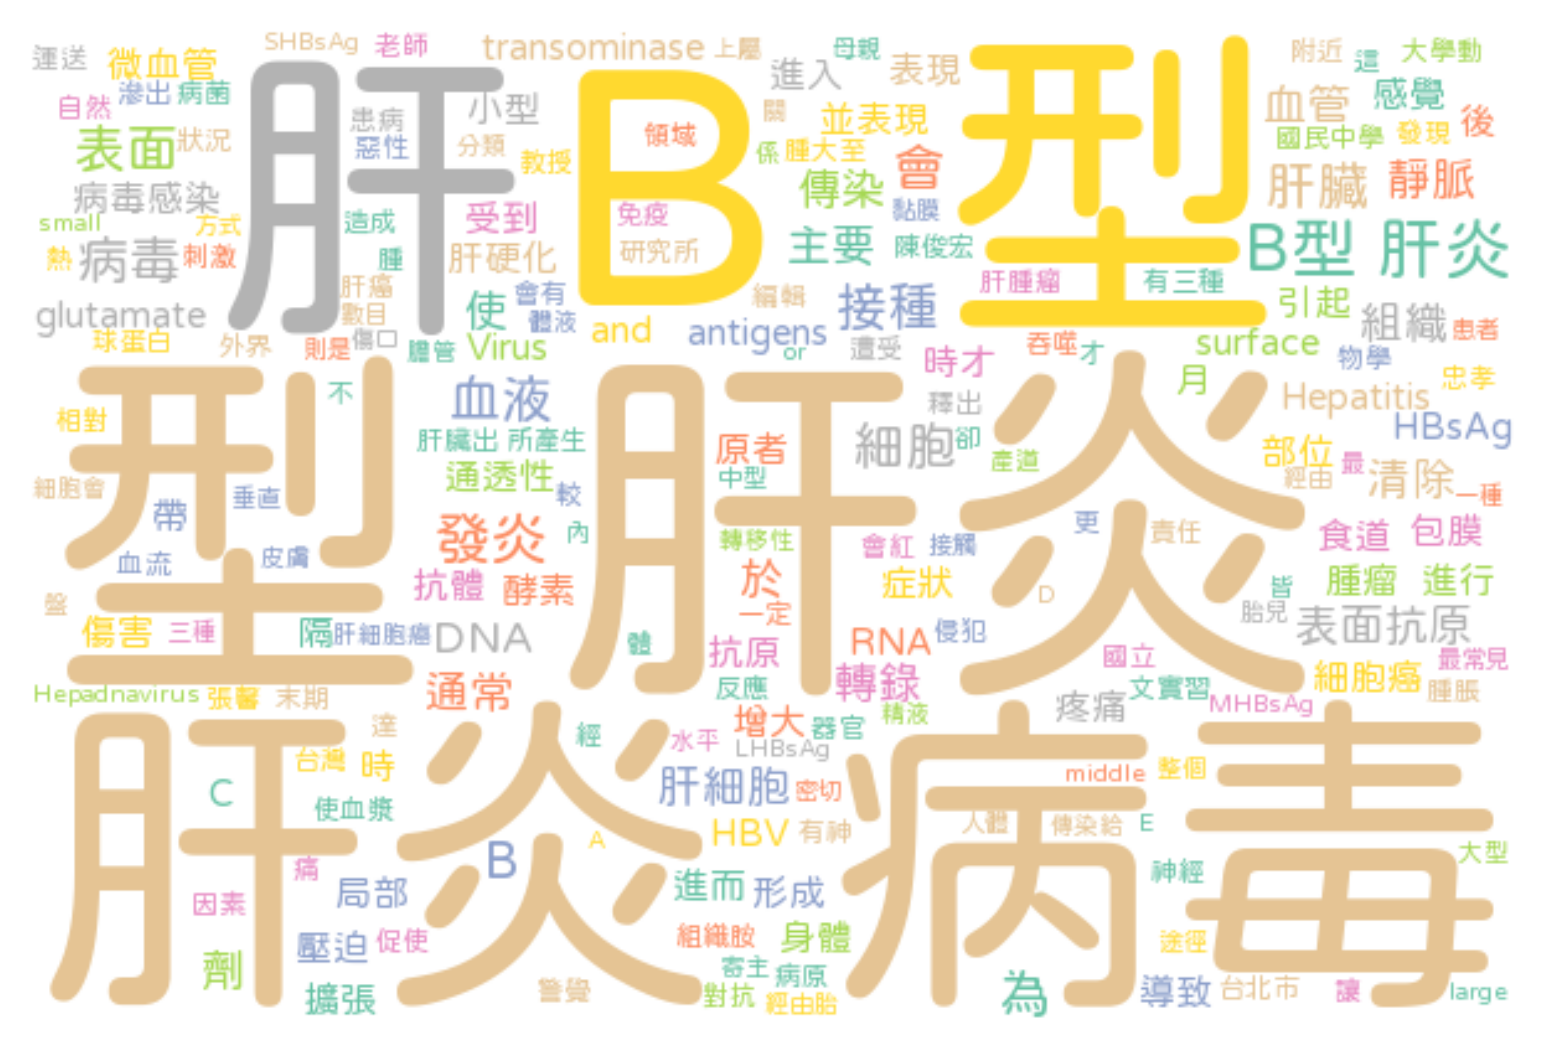 運送 微血管 SHBsAg 老師 transominase 上屬 母親 表現 附近 這 大學動
自然 滲出 病菌 肝 B 型 進入 血管 感覺 後
患病 小型 關 並表現 國民中學 發現
表面 狀況 惡性 分類 教授 領域 係 腫大至 會
病毒感染 傳染 肝臟 靜脈
small 方式 造成 受到 免疫 黏膜
熱 病毒 刺激 腫 肝硬化 研究所 主要 陳俊宏 B型 肝炎
肝癌 會有 編輯 接種 肝腫瘤 有三種 引起
glutamate 數目 使 體液 and antigens 組織 患者
球蛋白 外界 則是 傷口 膽管 Virus or 遭受 時才 吞噬 才 surface 物學
型 肝炎
不 血液 釋出 月 Hepatitis 忠孝
相對 肝臟出 所產生 原者 細胞 卻 HBsAg
通透性 中型 產道 部位 最
細胞會 垂直 較 經由 清除 一種
帶 發炎 內 轉移性 會紅 接觸 更 責任 食道 包膜
血流 皮膚 抗體 酵素 於 症狀 皆 腫瘤 進行
盤 一定 D 胎兒
傷害 三種 隔 肝細胞癌 DNA 體 抗原 RNA 侵犯 表面抗原
國立 最常見
Hepadnavirus 張馨 末期 通常 反應 轉錄 文實習 細胞癌 腫脹
肝炎 病毒
達 經 增大 器官 精液 疼痛 MHBsAg
台灣 時 水平 LHBsAg
C 使血漿 肝細胞 密切 middle 整個
HBV 有神 人體 傳染給 E
痛 B A 大型
因素 局部 進而 形成 神經
壓迫 促使 組織胺 身體 途徑
劑 寄主 病原
擴張 警覺 對抗 經由胎 為 導致 台北市 讓 large